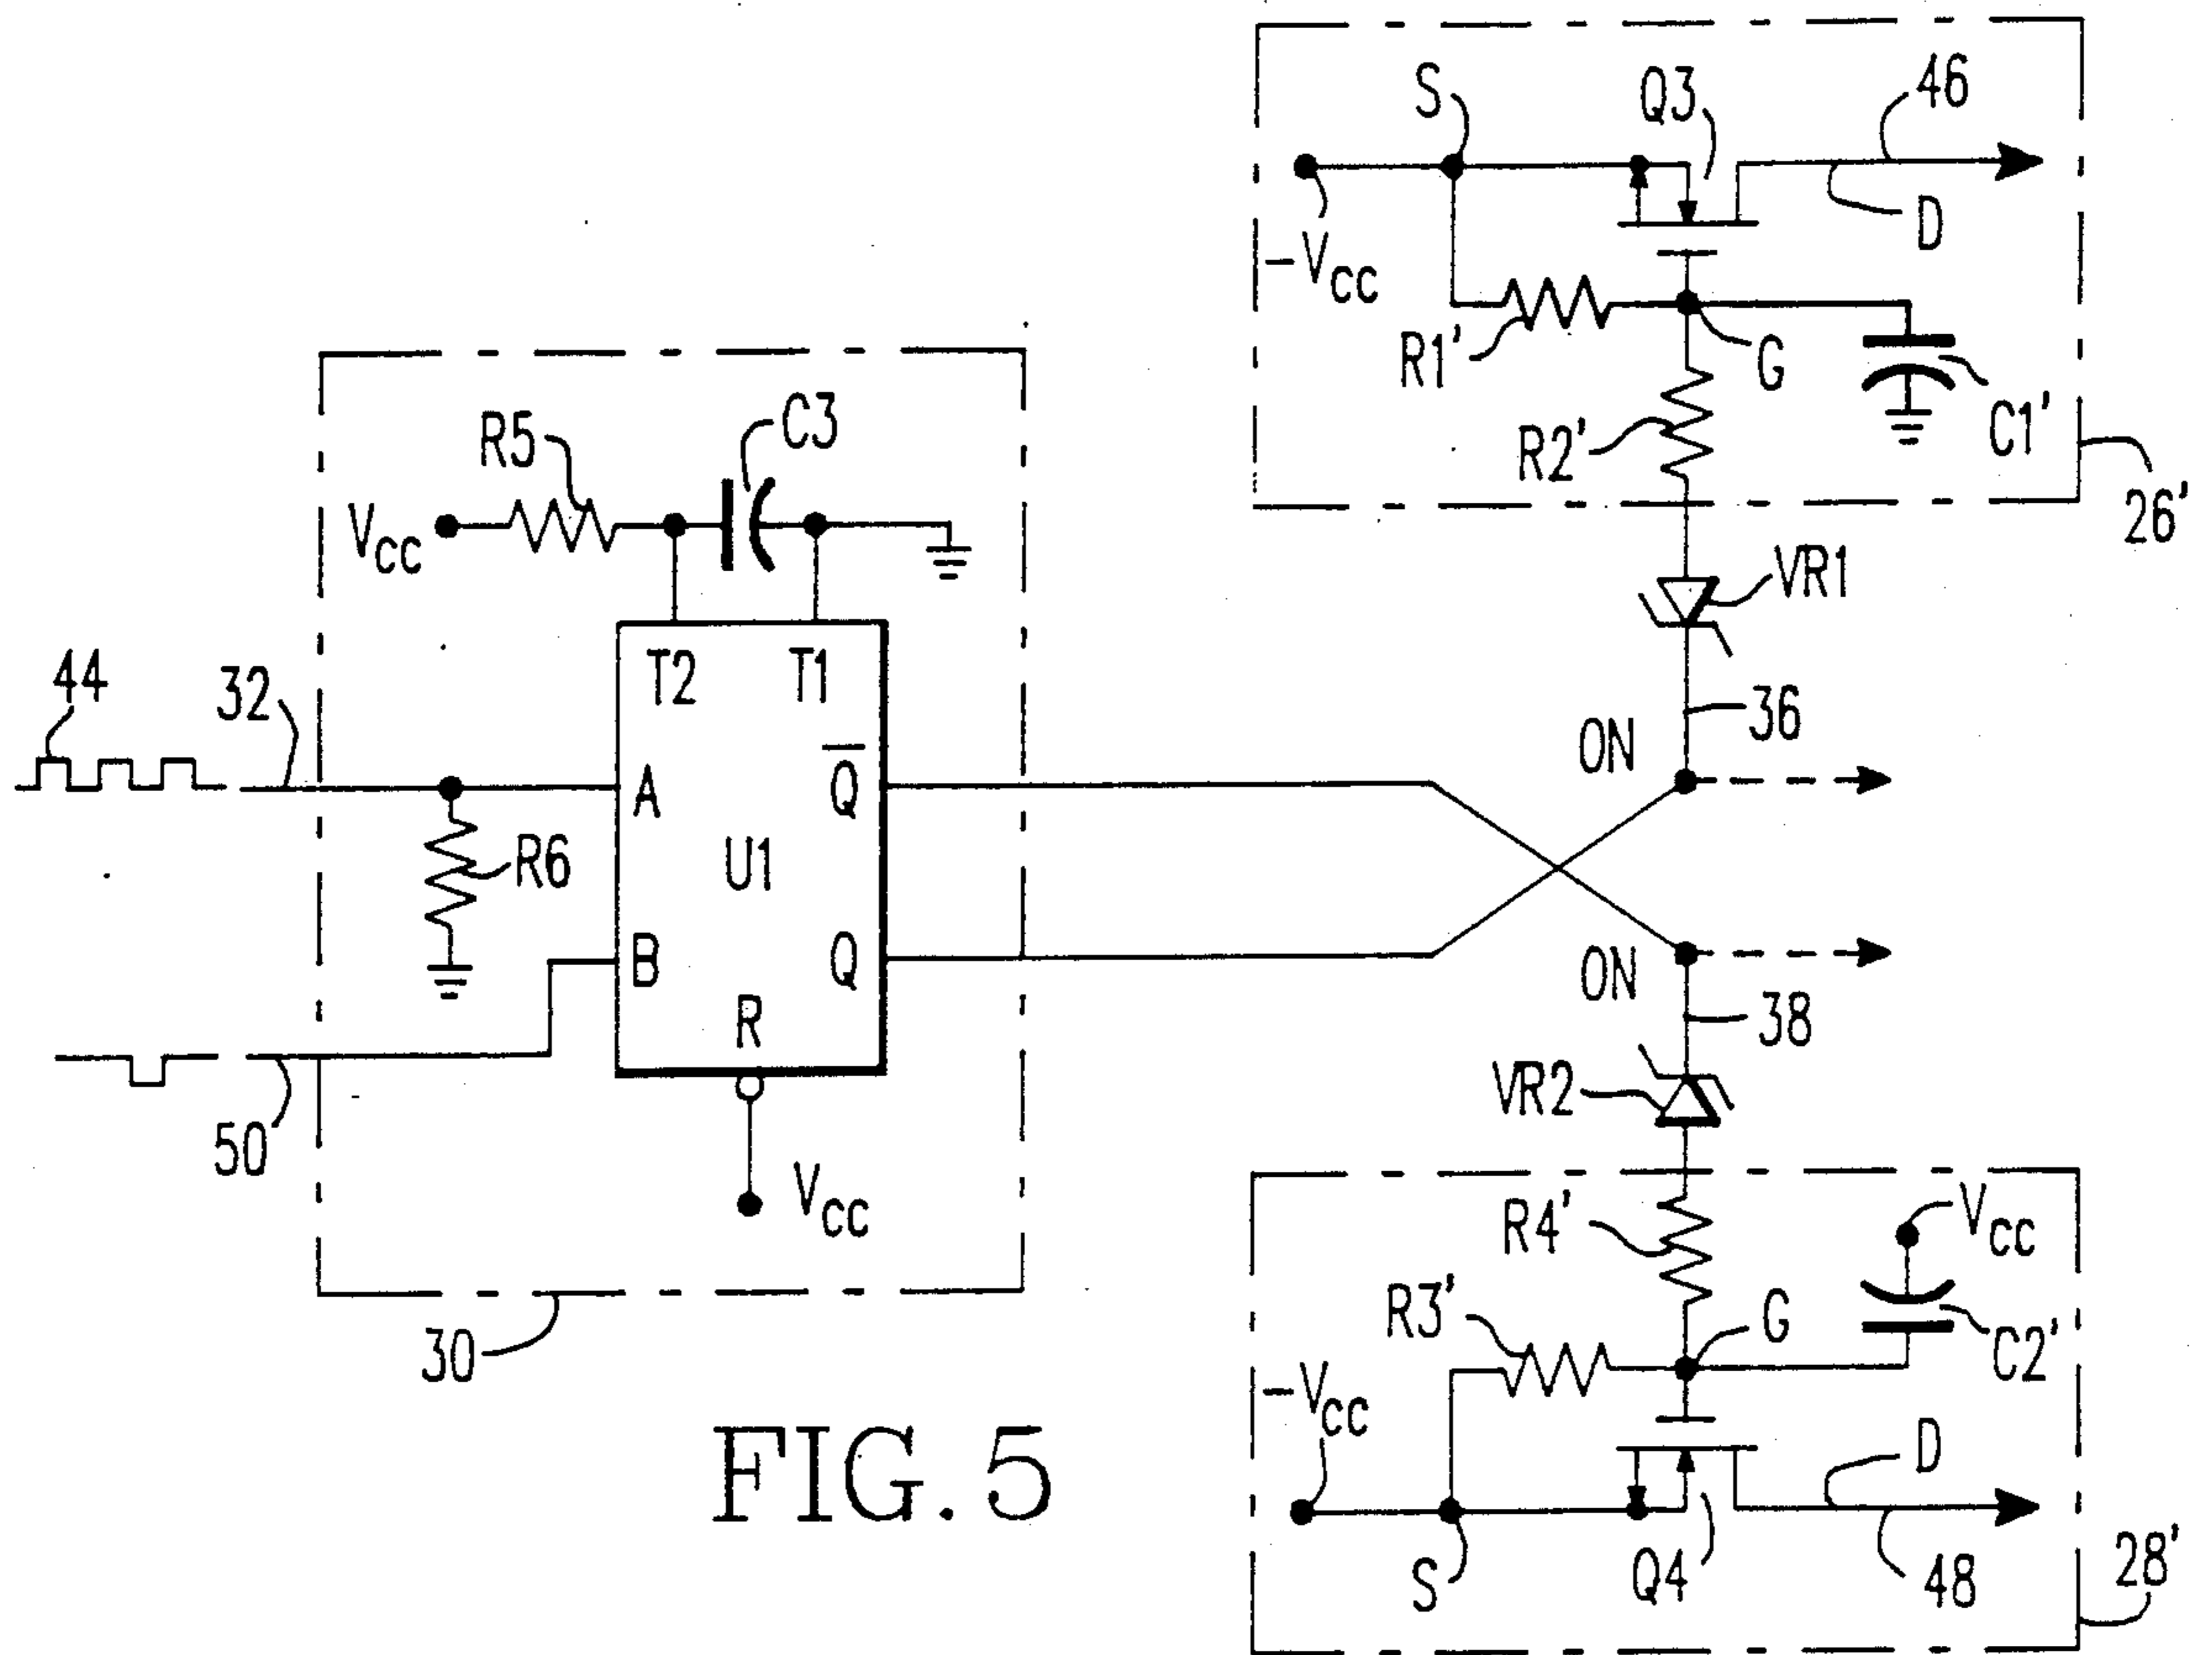 S
Q3
46
-VCC
D
R1'
G
C1'
R2'
26'
R5
C3
VCC
VR1
T2
T1
44
32
36
ON
A
Q̅
R6
U1
B
Q
ON
R
38
50
VR2
VCC
R4'
VCC
R3'
G
C2'
30
-VCC
D
S
Q4
48
28'
FIG. 5